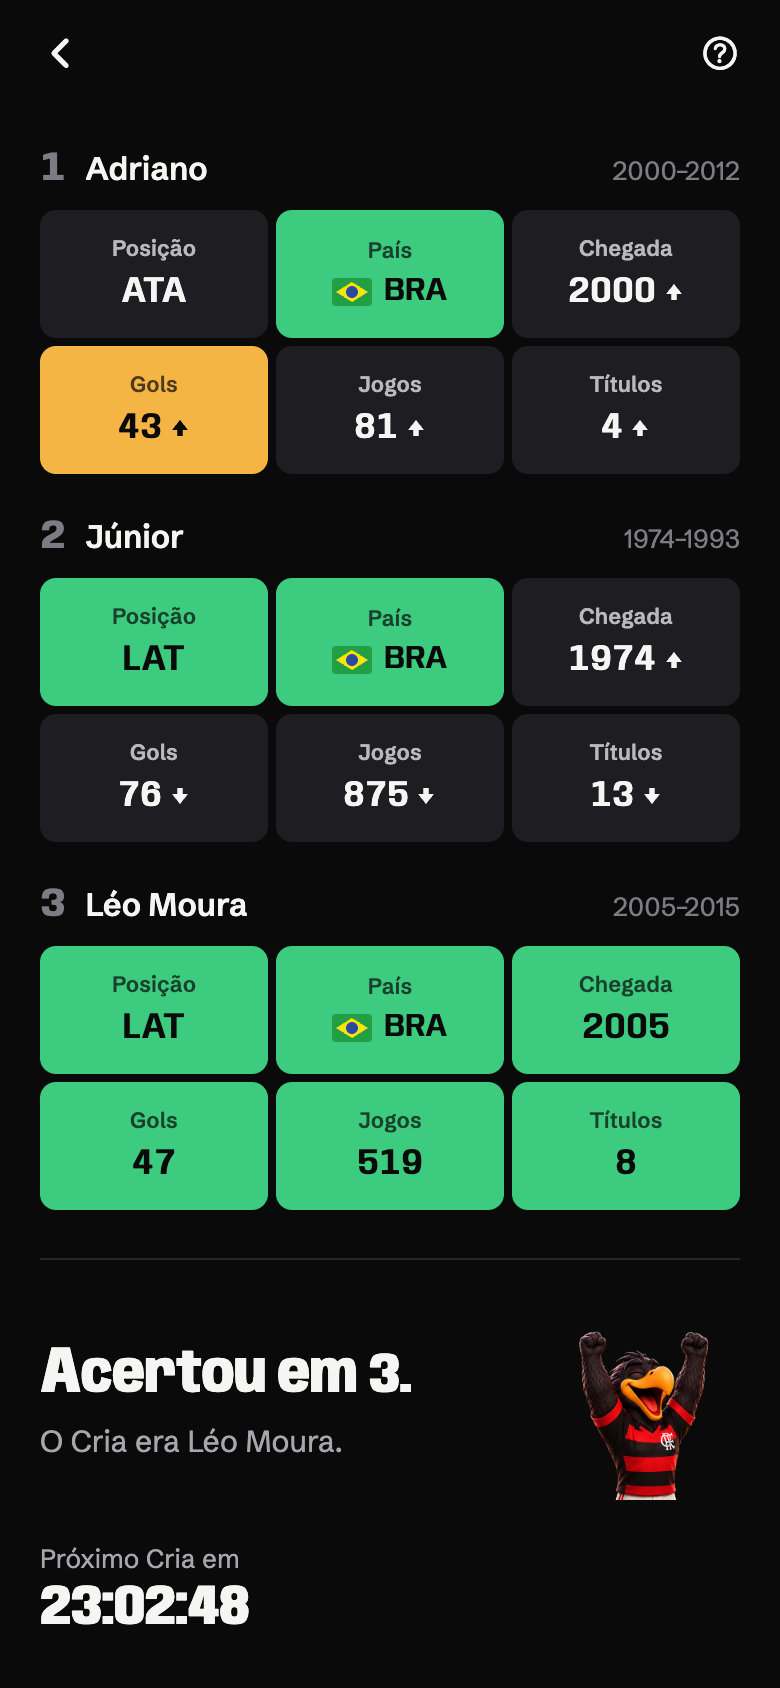 1 Adriano 2000-2012
Posição País Chegada
ATA BRA 2000
Gols Jogos Títulos
43 81 4
2 Júnior 1974-1993
Posição País Chegada
LAT BRA 1974
Gols Jogos Títulos
76 875 13
3 Léo Moura 2005-2015
Posição País Chegada
LAT BRA 2005
Gols Jogos Títulos
47 519 8
Acertou em 3.
O Cria era Léo Moura.
Próximo Cria em
23:02:48